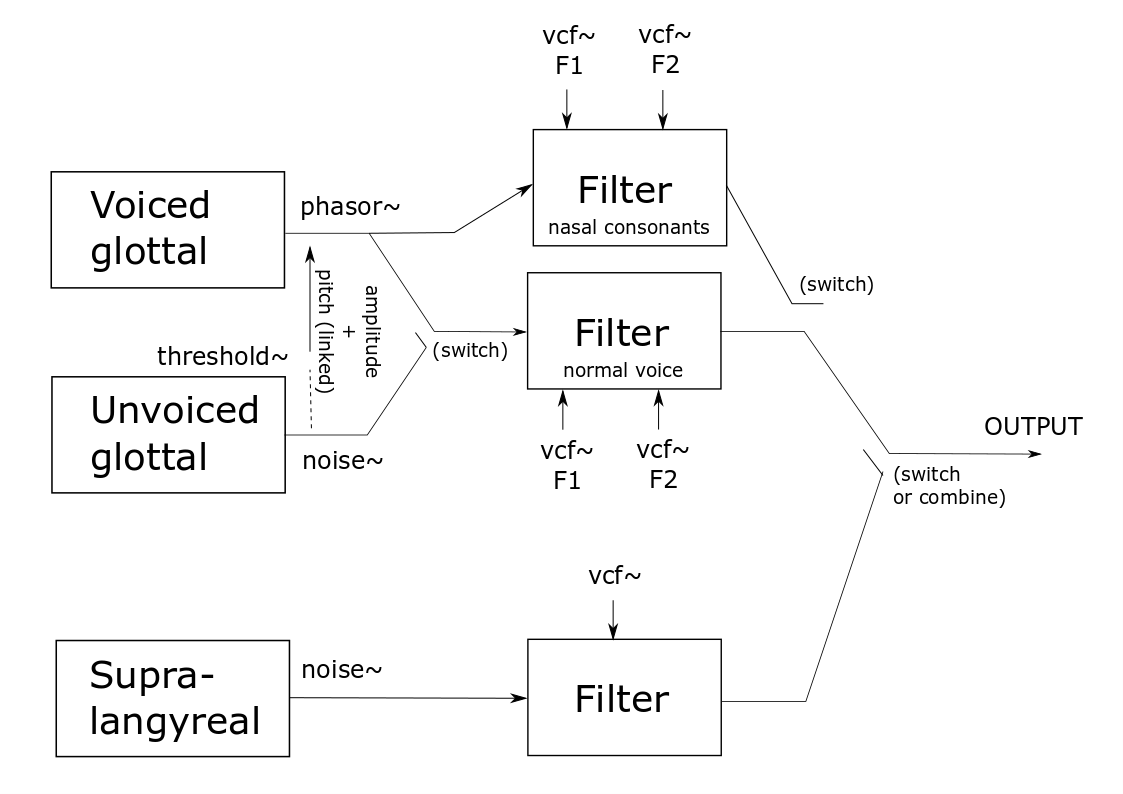 vcf~
F1
vcf~
F2
Voiced
glottal
phasor~
Filter
nasal consonants
pitch (linked)
amplitude
+
(switch)
threshold~
Filter
normal voice
(switch)
Unvoiced
glottal
noise~
vcf~
F1
vcf~
F2
OUTPUT
(switch
or combine)
vcf~
Supra-
langyreal
noise~
Filter